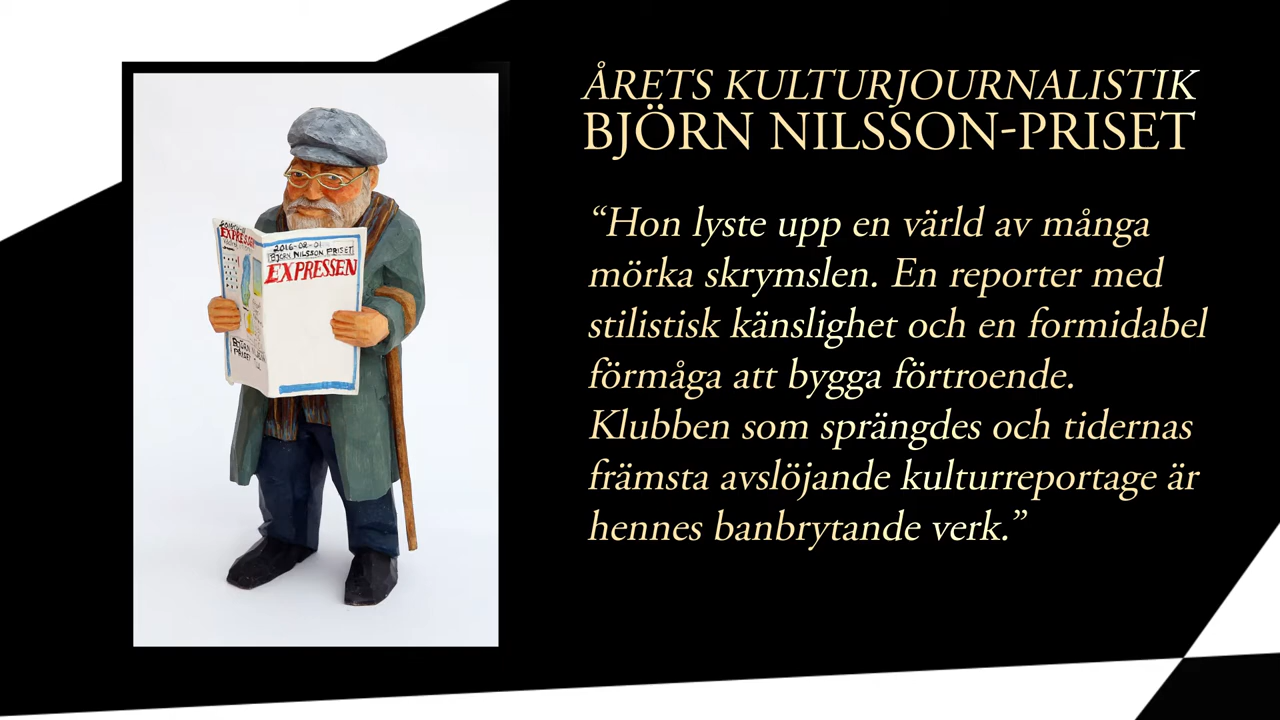 ÅRETS KULTURJOURNALISTIK
BJÖRN NILSSON-PRISET
“Hon lyste upp en värld av många
mörka skrymslen. En reporter med
stilistisk känslighet och en formidabel
förmåga att bygga förtroende.
Klubben som sprängdes och tidernas
främsta avslöjande kulturreportage är
hennes banbrytande verk.”
EXPRESSEN
2016-02-01
BJÖRN NILSSON PRISET
EXPRESSEN
BJÖRN
PRISET